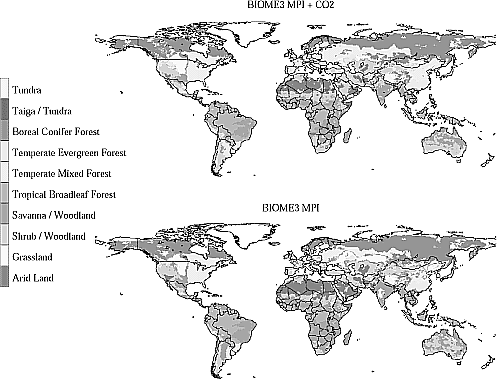 BIOME3 MPI + CO2
Tundra
Taiga / Tundra
Boreal Conifer Forest
Temperate Evergreen Forest
Temperate Mixed Forest
Tropical Broadleaf Forest
Savanna / Woodland
Shrub / Woodland
Grassland
Arid Land
BIOME3 MPI